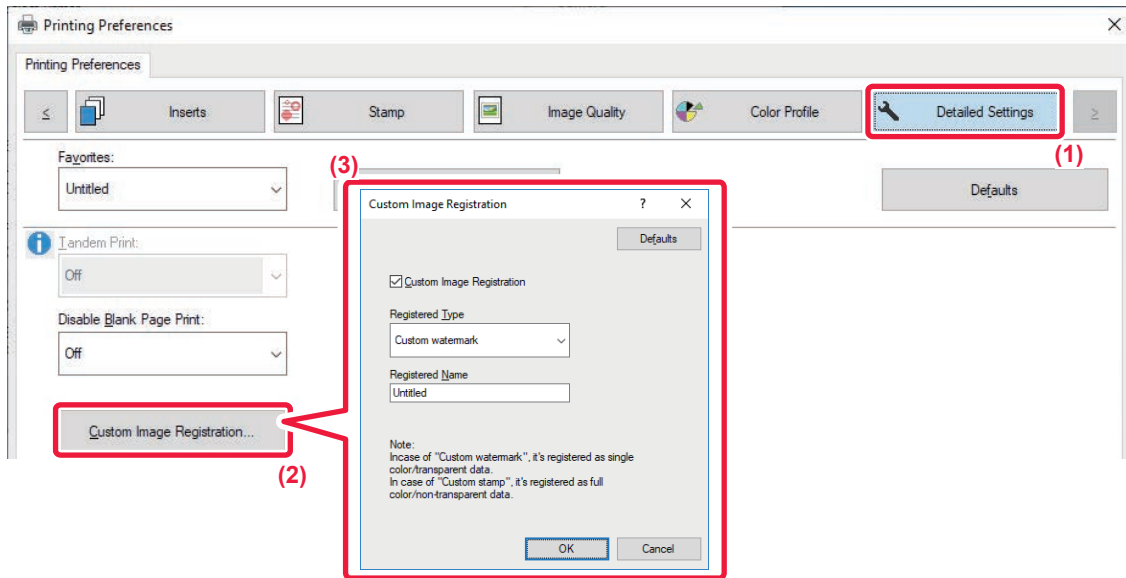 Printing Preferences
Printing Preferences
≤
Inserts
Stamp
Image Quality
Color Profile
Detailed Settings
≥
(1)
Favorites:
Untitled
Defaults
(3)
Custom Image Registration ? ×
Defaults
Custom Image Registration
Registered Type
Custom watermark
Registered Name
Untitled
Note:
Incase of "Custom watermark", it's registered as single
color/transparent data.
In case of "Custom stamp", it's registered as full
color/non-transparent data.
OK
Cancel
Tandem Print:
Off
Disable Blank Page Print:
Off
Custom Image Registration...
(2)